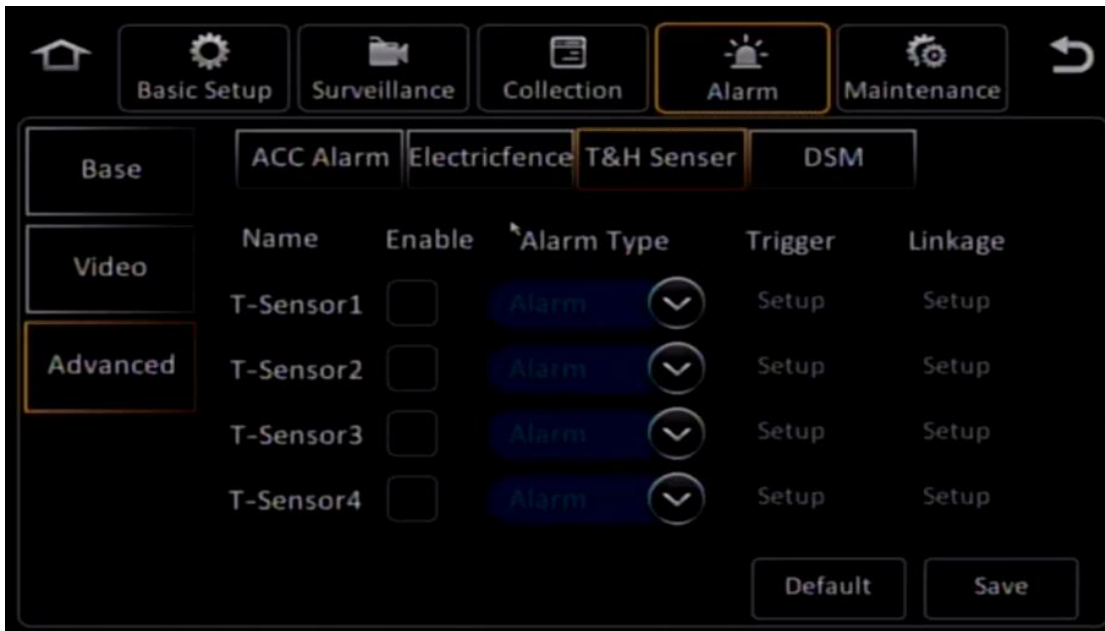 Basic Setup Surveillance Collection Alarm Maintenance
Base ACC Alarm Electricfence T&H Senser DSM
Name Enable Alarm Type Trigger Linkage
Video
T-Sensor1 Alarm Setup Setup
Advanced T-Sensor2 Alarm Setup Setup
T-Sensor3 Alarm Setup Setup
T-Sensor4 Alarm Setup Setup
Default Save